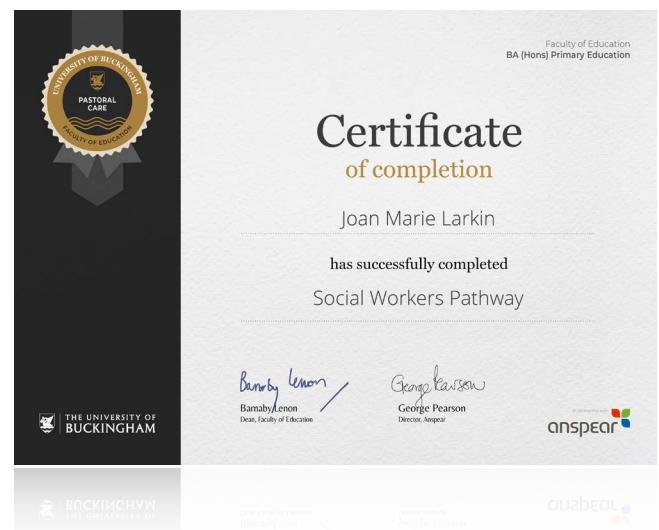 UNIVERSITY OF BUCKINGHAM
PASTORAL
CARE
FACULTY OF EDUCATION
Faculty of Education
BA (Hons) Primary Education
Certificate
of completion
Joan Marie Larkin
has successfully completed
Social Workers Pathway
Barnaby Lenon
George Pearson
Barnaby Lenon
Dean, Faculty of Education
George Pearson
Director, Anspear
THE UNIVERSITY OF
BUCKINGHAM
anspear